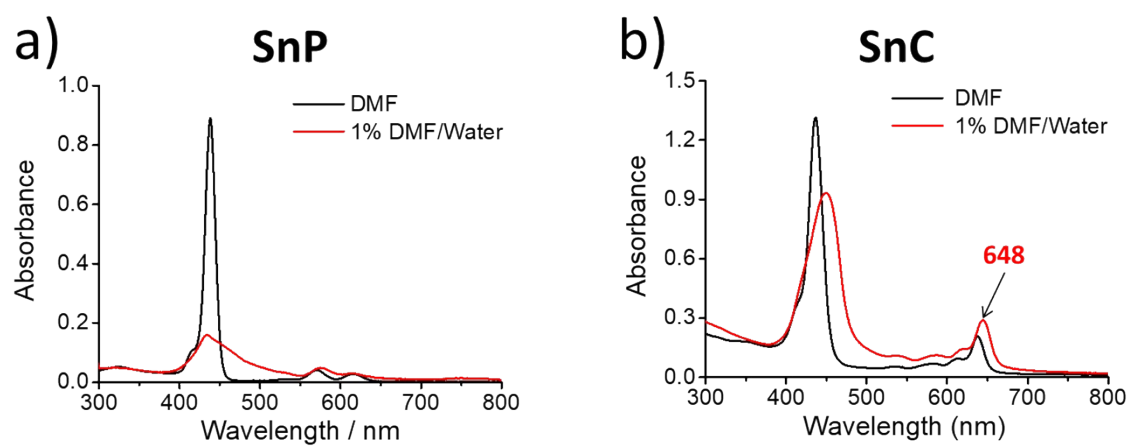 a)
SnP
DMF
1% DMF/Water
1.0
0.8
0.6
0.4
0.2
0.0
Absorbance
300 400 500 600 700 800
Wavelength / nm
b)
SnC
DMF
1% DMF/Water
1.5
1.2
0.9
0.6
0.3
0.0
Absorbance
648
300 400 500 600 700 800
Wavelength (nm)